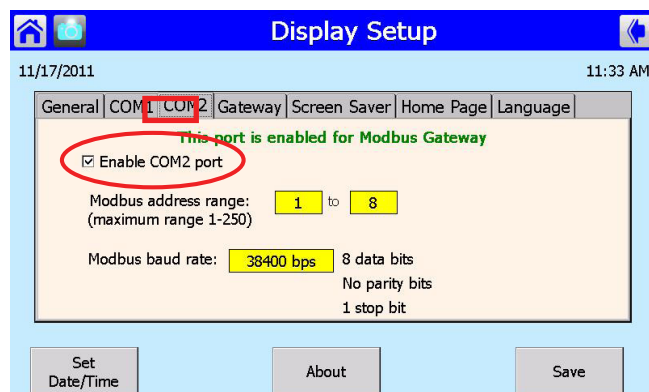 Display Setup
11/17/2011 11:33 AM
General COM1 COM2 Gateway Screen Saver Home Page Language
This port is enabled for Modbus Gateway
Enable COM2 port
Modbus address range: 1 to 8
(maximum range 1-250)
Modbus baud rate: 38400 bps 8 data bits
No parity bits
1 stop bit
Set
Date/Time
About
Save